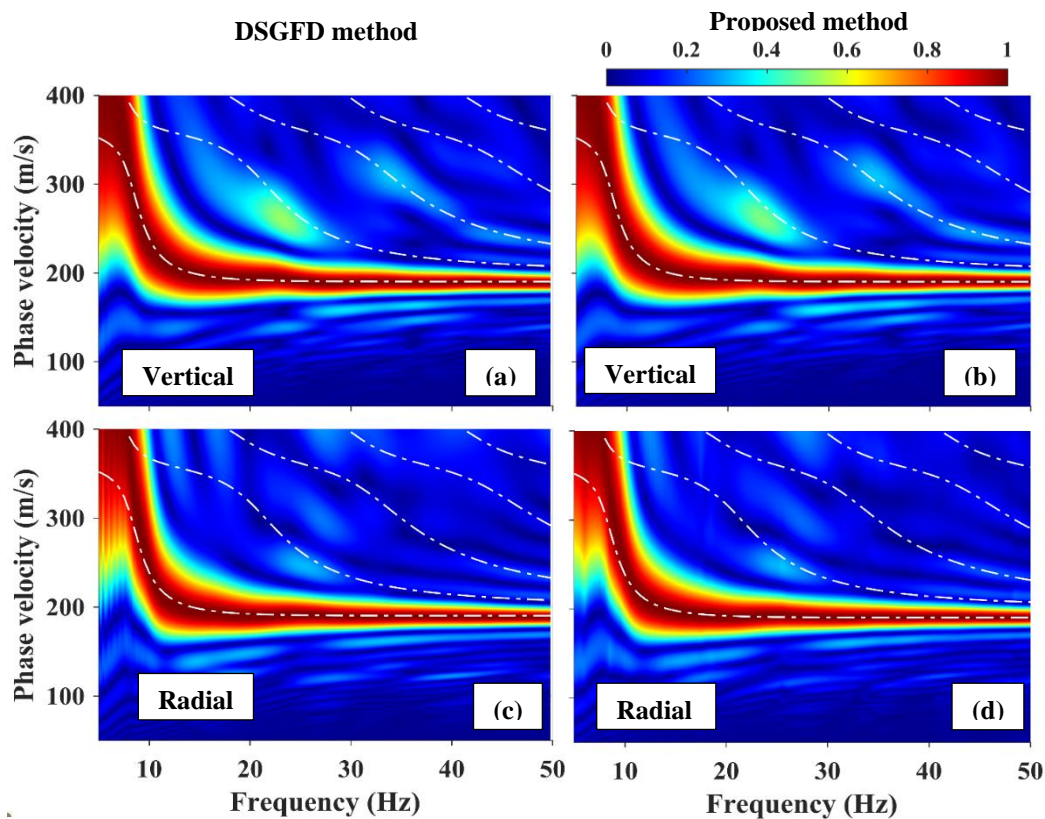 DSGFD method
Proposed method
0 0.2 0.4 0.6 0.8 1
400
300
200
100
Phase velocity (m/s)
Vertical
(a)
Vertical
(b)
400
300
200
100
Phase velocity (m/s)
Radial
(c)
Radial
(d)
10 20 30 40 50
10 20 30 40 50
Frequency (Hz)
Frequency (Hz)